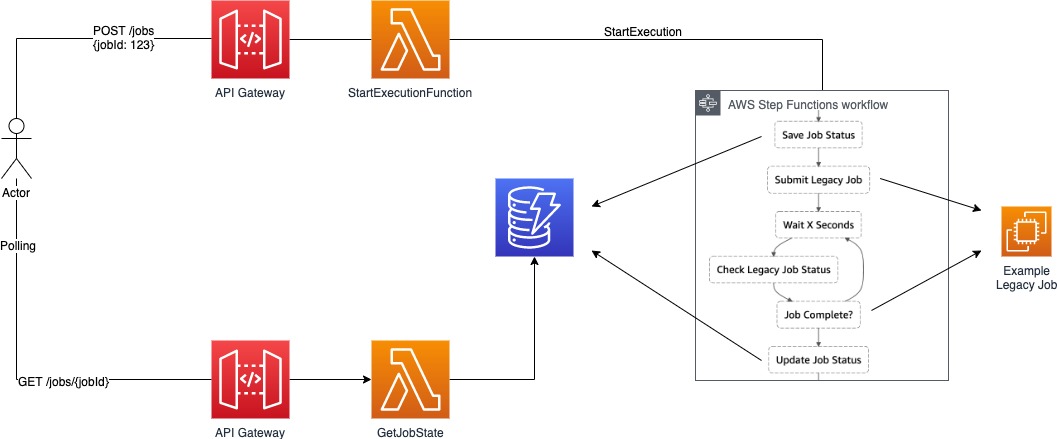 POST /jobs
{jobId: 123}
API Gateway
StartExecutionFunction
StartExecution
AWS Step Functions workflow
Save Job Status
Submit Legacy Job
Wait X Seconds
Check Legacy Job Status
Job Complete?
Update Job Status
Example
Legacy Job
Actor
Polling
GET /jobs/{jobId}
API Gateway
GetJobState